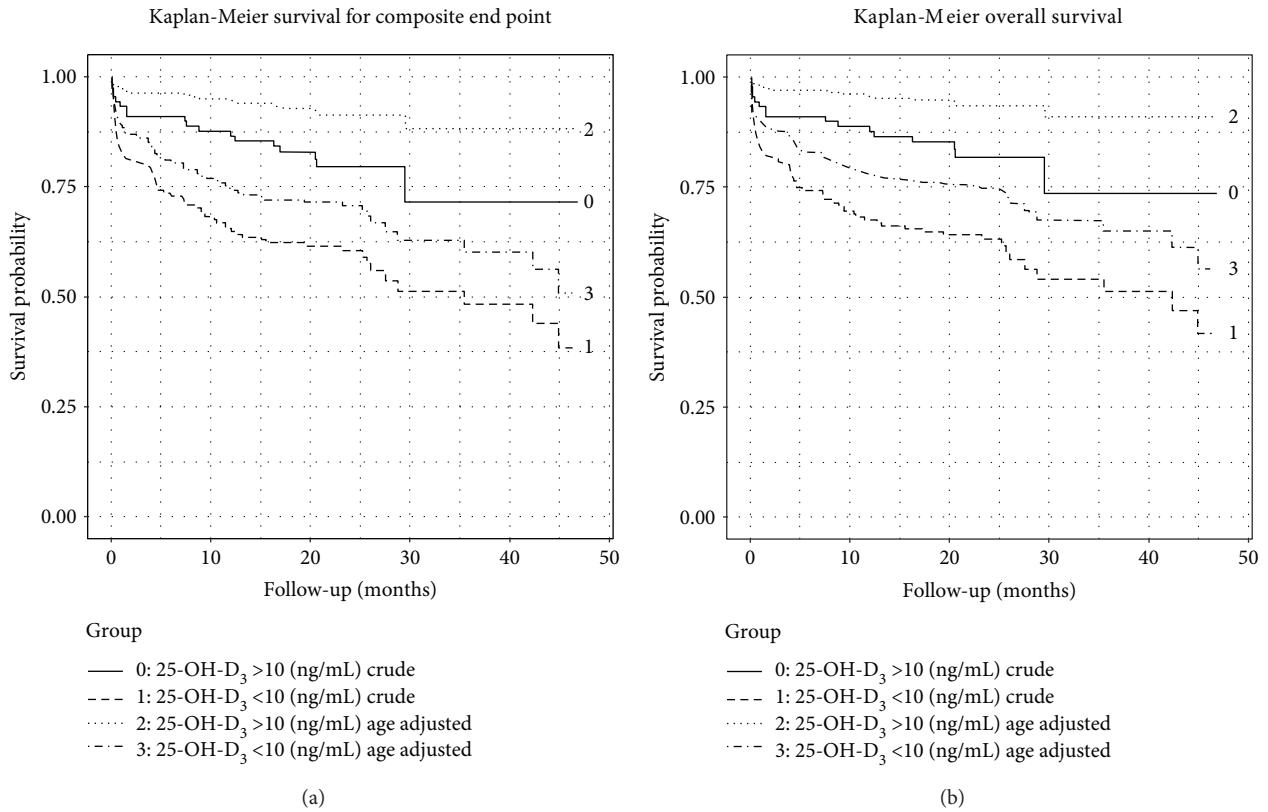 Kaplan-Meier survival for composite end point
1.00
0.75
0.50
0.25
0.00
Survival probability
2
0
3
1
0 10 20 30 40 50
Follow-up (months)
Group
0: 25-OH-D3 >10 (ng/mL) crude
1: 25-OH-D3 <10 (ng/mL) crude
2: 25-OH-D3 >10 (ng/mL) age adjusted
3: 25-OH-D3 <10 (ng/mL) age adjusted
(a)
Kaplan-Meier overall survival
1.00
0.75
0.50
0.25
0.00
Survival probability
2
0
3
1
0 10 20 30 40 50
Follow-up (months)
Group
0: 25-OH-D3 >10 (ng/mL) crude
1: 25-OH-D3 <10 (ng/mL) crude
2: 25-OH-D3 >10 (ng/mL) age adjusted
3: 25-OH-D3 <10 (ng/mL) age adjusted
(b)